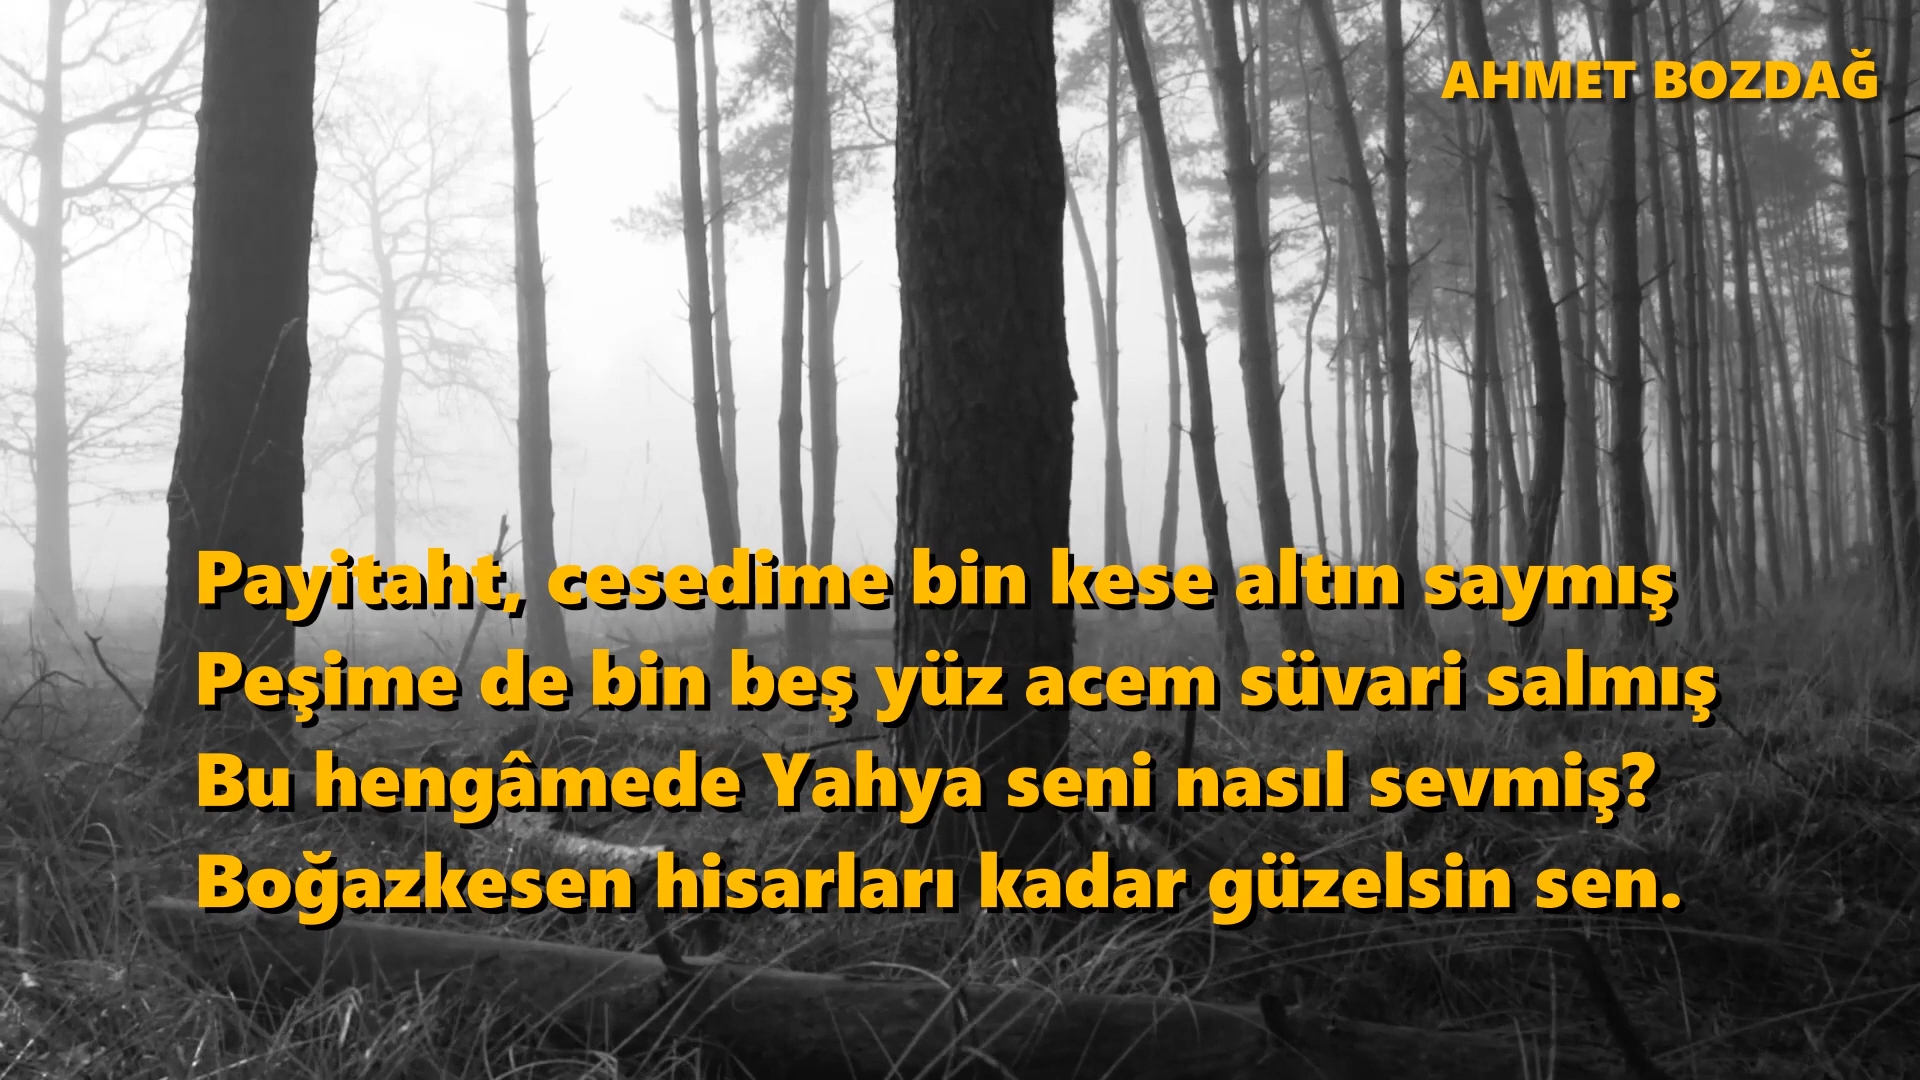 AHMET BOZDAĞ
Payitaht, cesedime bin kese altın saymış
Peşime de bin beş yüz acem süvari salmış
Bu hengâmede Yahya seni nasıl sevmiş?
Boğazkesen hisarları kadar güzelsin sen.